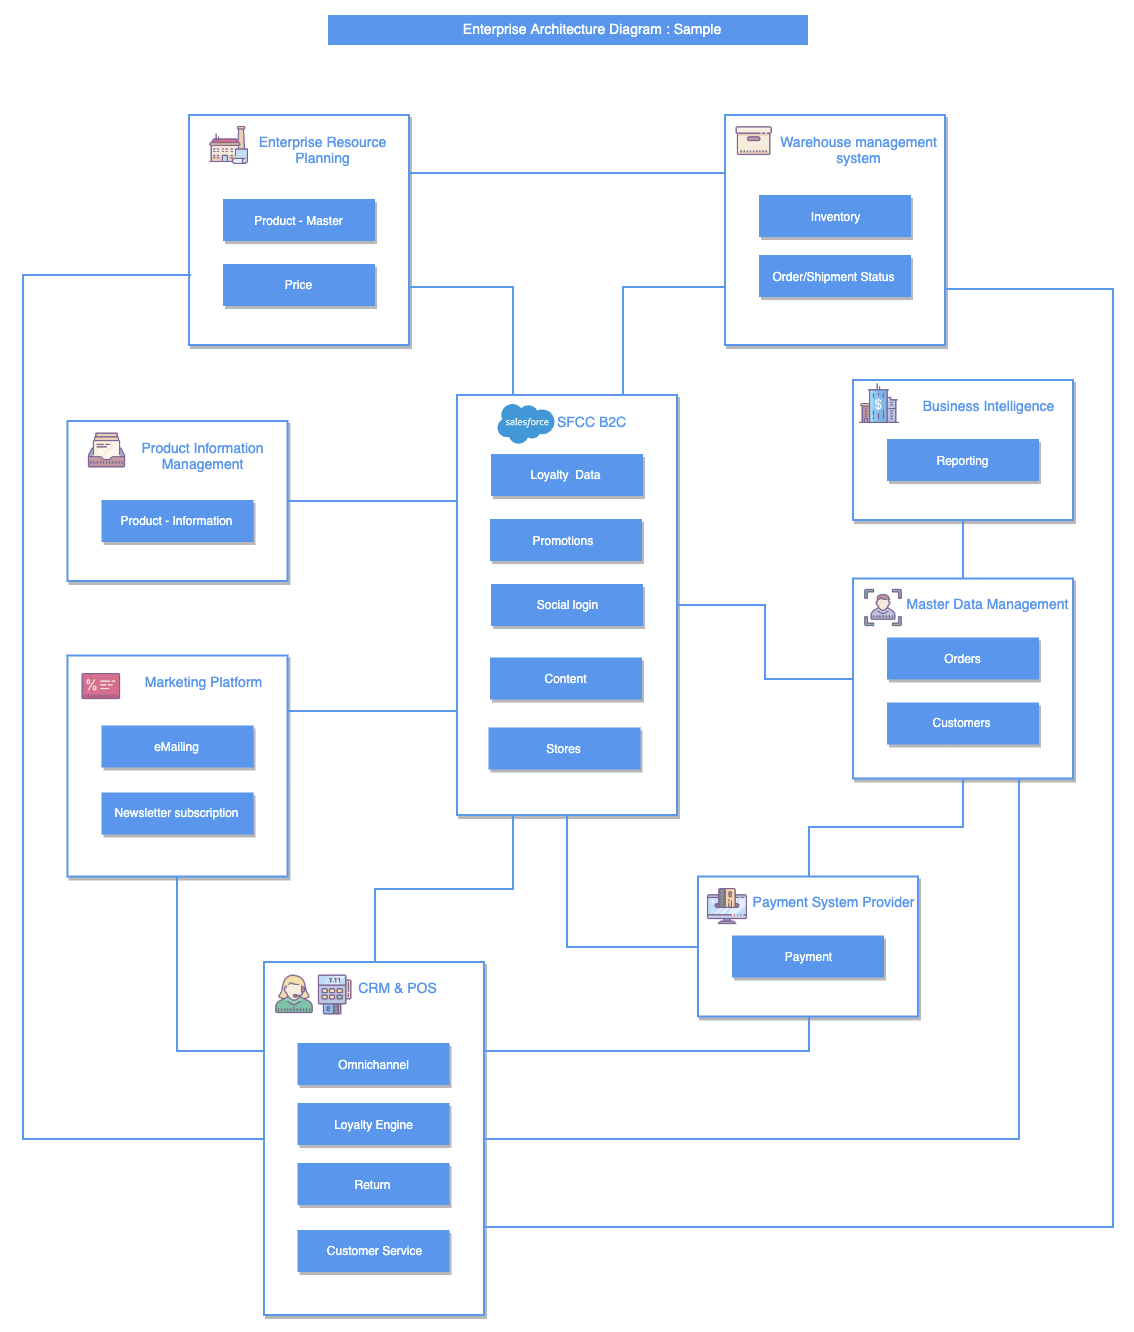 Enterprise Architecture Diagram : Sample
Enterprise Resource
Planning
Product - Master
Price
Warehouse management
system
Inventory
Order/Shipment Status
Business Intelligence
Reporting
salesforce
SFCC B2C
Loyalty  Data
Promotions
Social login
Content
Stores
Product Information
Management
Product - Information
Master Data Management
Orders
Customers
Marketing Platform
eMailing
Newsletter subscription
Payment System Provider
Payment
CRM & POS
Omnichannel
Loyalty Engine
Return
Customer Service